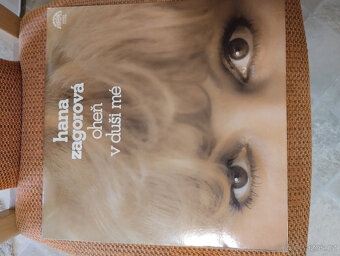 hana
zagorová
oheň
v duši mé